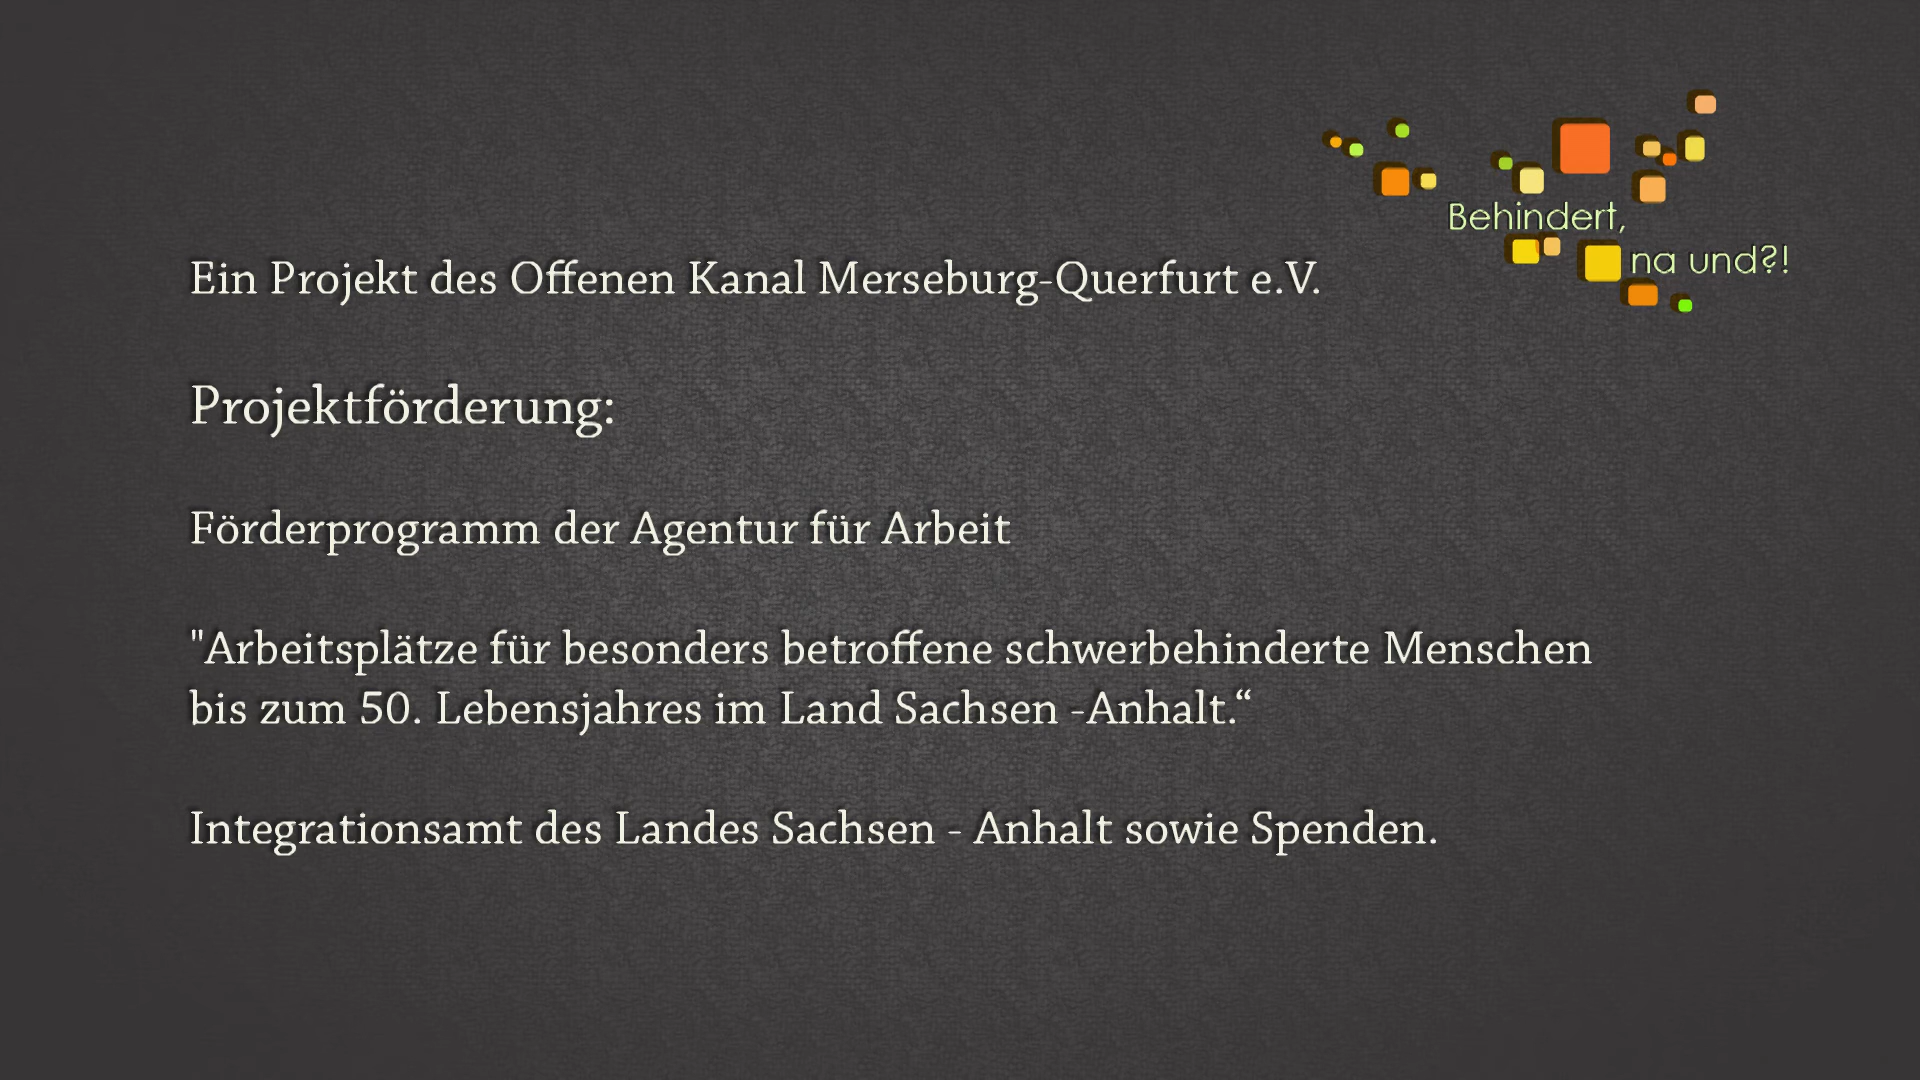 Behindert,
na und?!
Ein Projekt des Offenen Kanal Merseburg-Querfurt e.V.
Projektförderung:
Förderprogramm der Agentur für Arbeit
"Arbeitsplätze für besonders betroffene schwerbehinderte Menschen
bis zum 50. Lebensjahres im Land Sachsen -Anhalt.“
Integrationsamt des Landes Sachsen - Anhalt sowie Spenden.